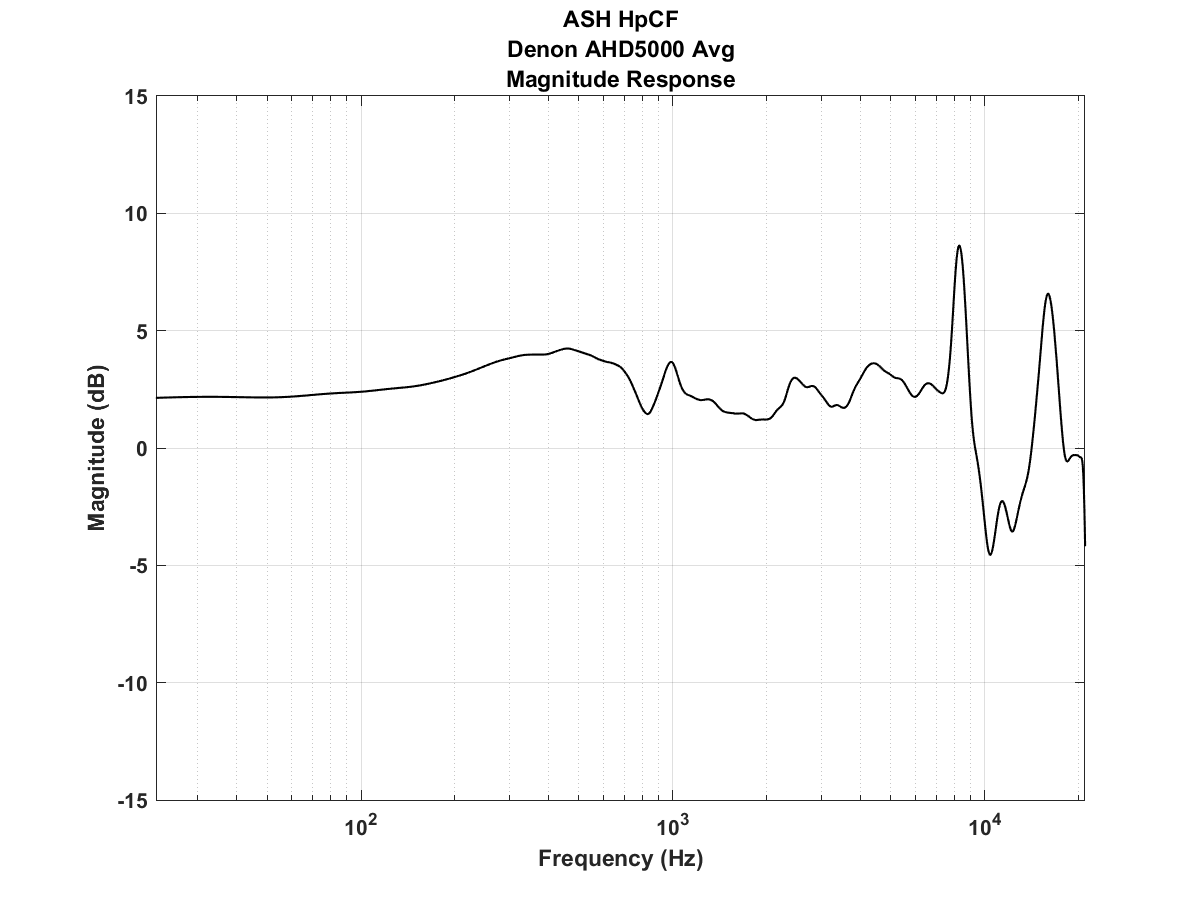 ASH HpCF
Denon AHD5000 Avg
Magnitude Response
15
10
5
0
-5
-10
-15
Magnitude (dB)
10² 10³ 10⁴
Frequency (Hz)